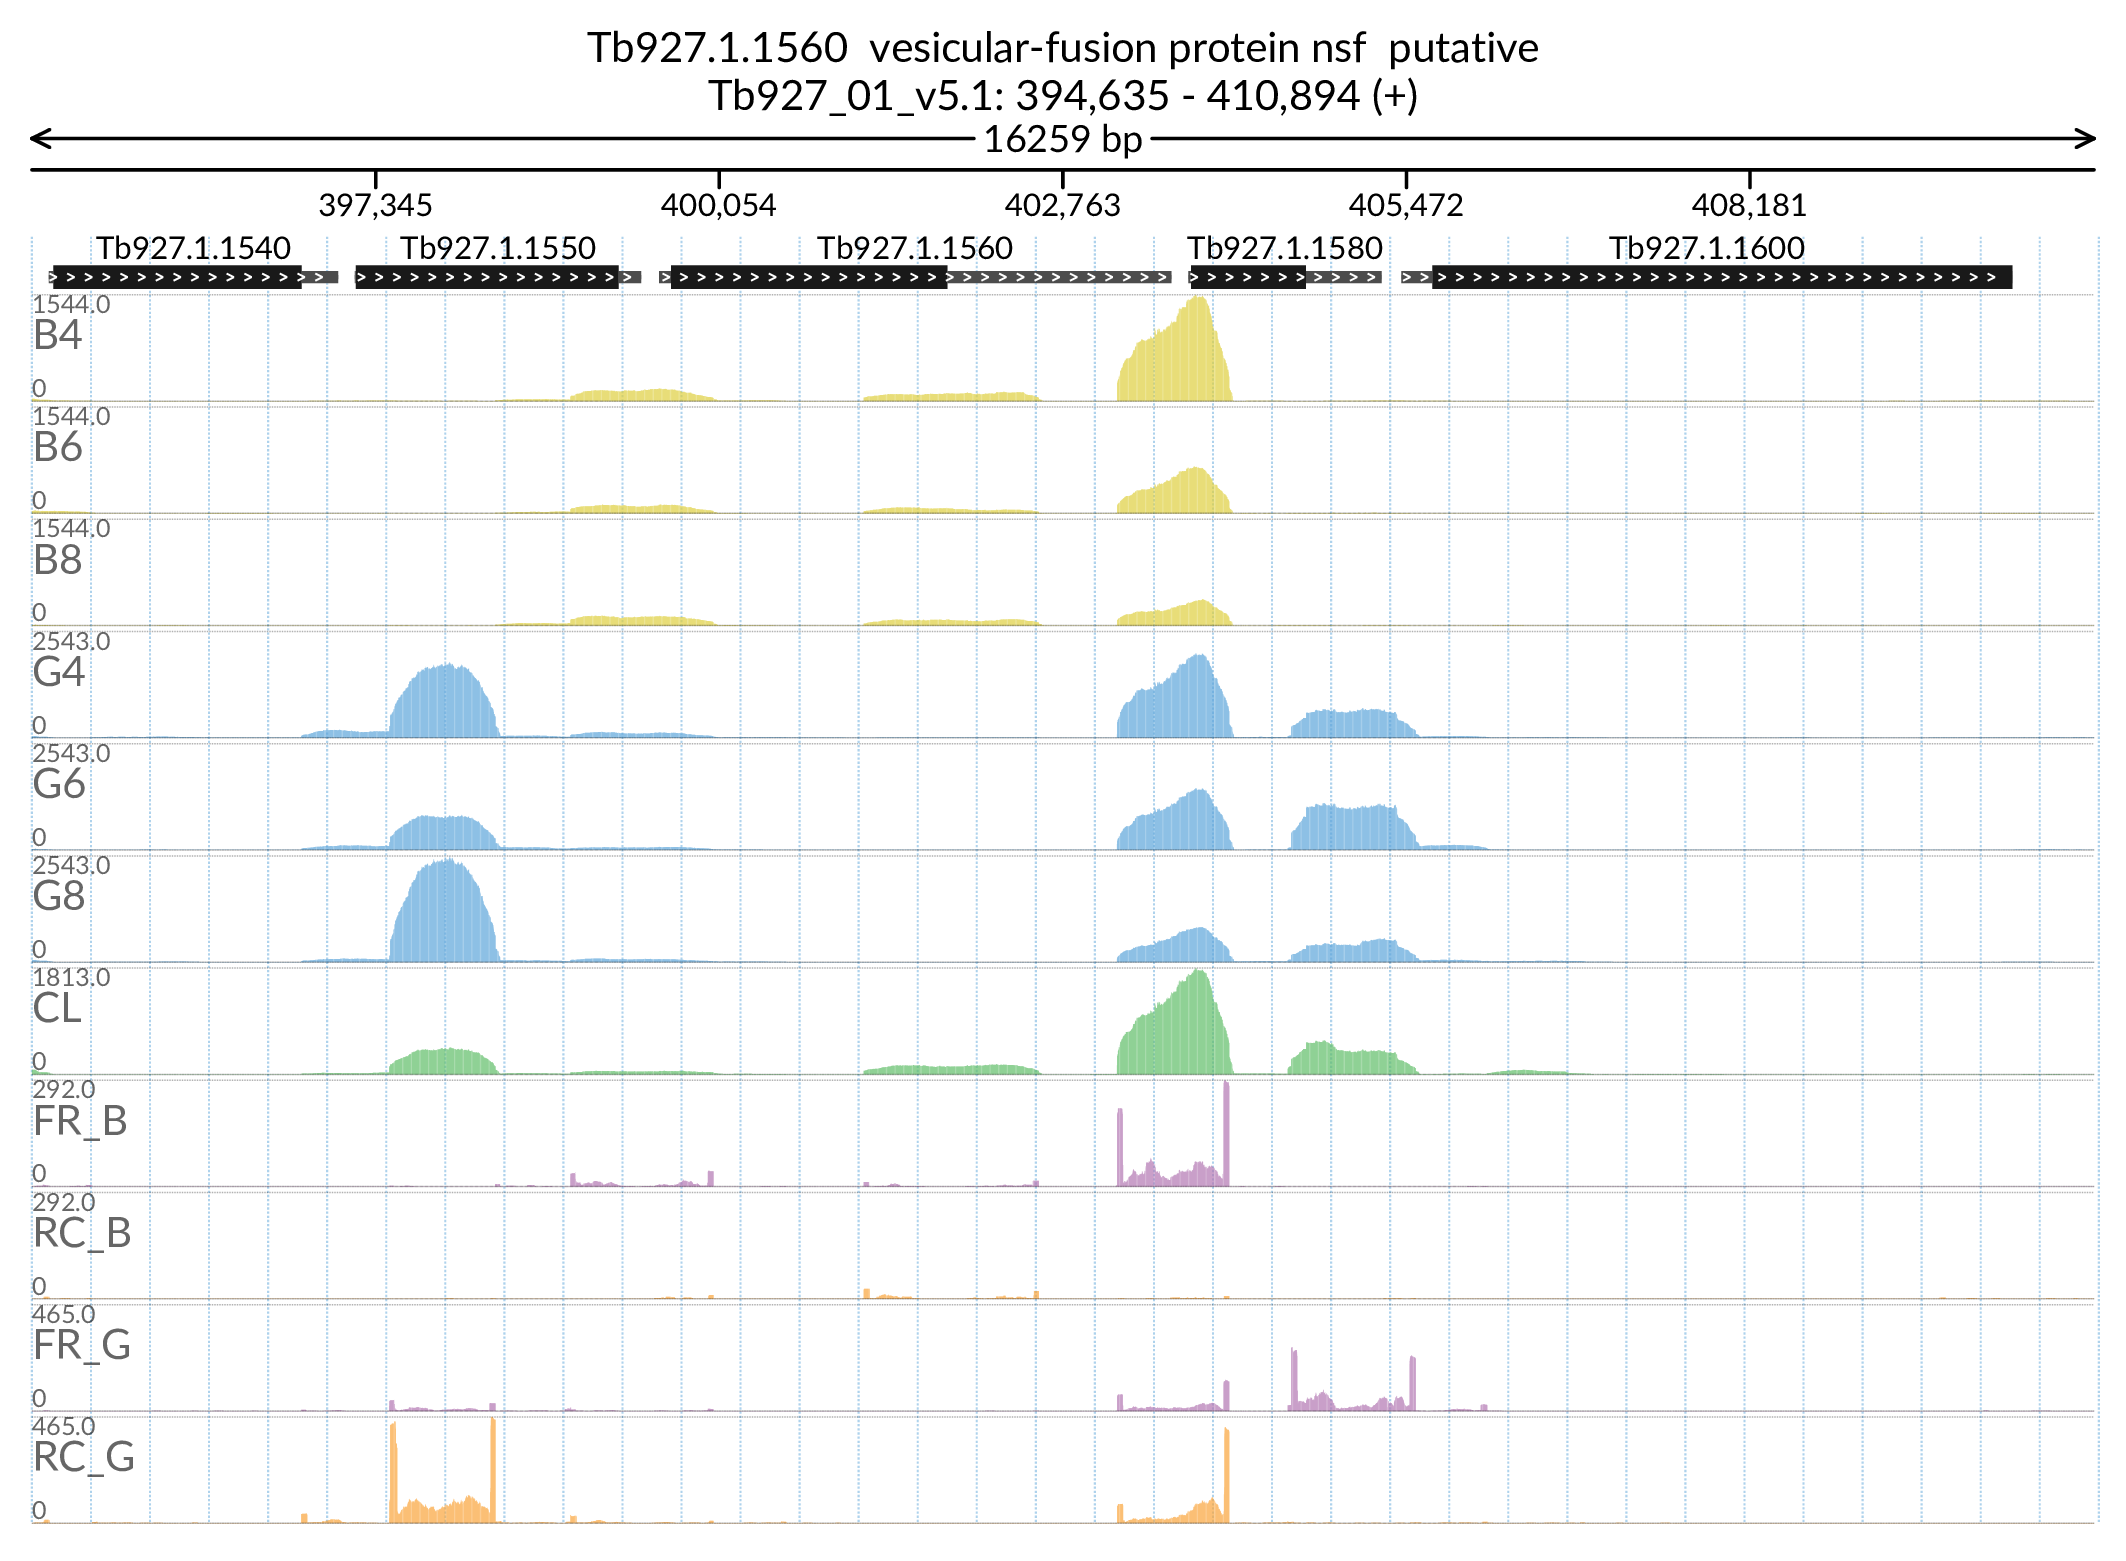 Tb927.1.1560  vesicular-fusion protein nsf  putative
Tb927_01_v5.1: 394,635 - 410,894 (+)
16259 bp
397,345 400,054 402,763 405,472 408,181
Tb927.1.1540 Tb927.1.1550 Tb927.1.1560 Tb927.1.1580 Tb927.1.1600
1544.0
B4
0
1544.0
B6
0
1544.0
B8
0
2543.0
G4
0
2543.0
G6
0
2543.0
G8
0
1813.0
CL
0
292.0
FR_B
0
292.0
RC_B
0
465.0
FR_G
0
465.0
RC_G
0